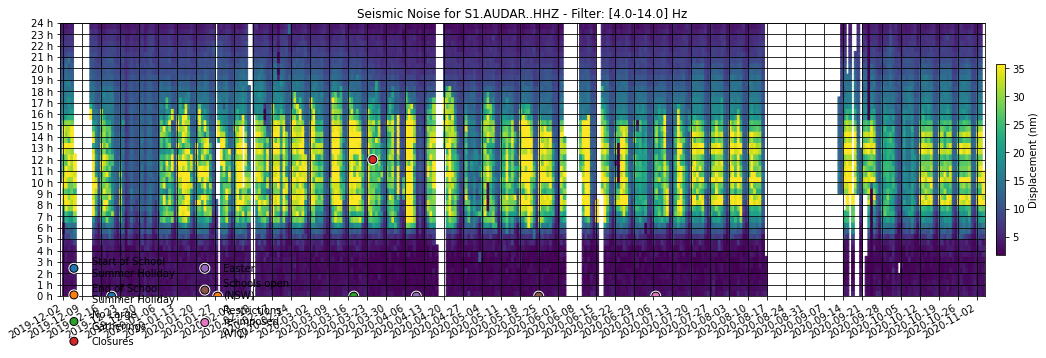 Seismic Noise for S1.AUDAR..HHZ - Filter: [4.0-14.0] Hz
24 h
23 h
22 h
21 h
20 h
19 h
18 h
17 h
16 h
15 h
14 h
13 h
12 h
11 h
10 h
9 h
8 h
7 h
6 h
5 h
4 h
3 h
2 h
1 h
0 h
35
30
25
20
15
10
5
Displacement (nm)
Start of School
Summer Holiday
End of School
Summer Holiday
No Large
Gatherings
Closures
Easter
Schools open
(NSW)
Restrictions
re-imposed
(VIC)
2019-12-02
2020-03-02
2020-03-09
2020-03-16
2020-03-23
2020-03-30
2020-04-06
2020-04-13
2020-04-20
2020-04-27
2020-05-04
2020-05-11
2020-05-18
2020-05-25
2020-06-01
2020-06-08
2020-06-15
2020-06-22
2020-06-29
2020-07-06
2020-07-13
2020-07-20
2020-07-27
2020-08-03
2020-08-10
2020-08-17
2020-08-24
2020-08-31
2020-09-07
2020-09-14
2020-09-21
2020-09-28
2020-10-05
2020-10-12
2020-10-19
2020-10-26
2020-11-02